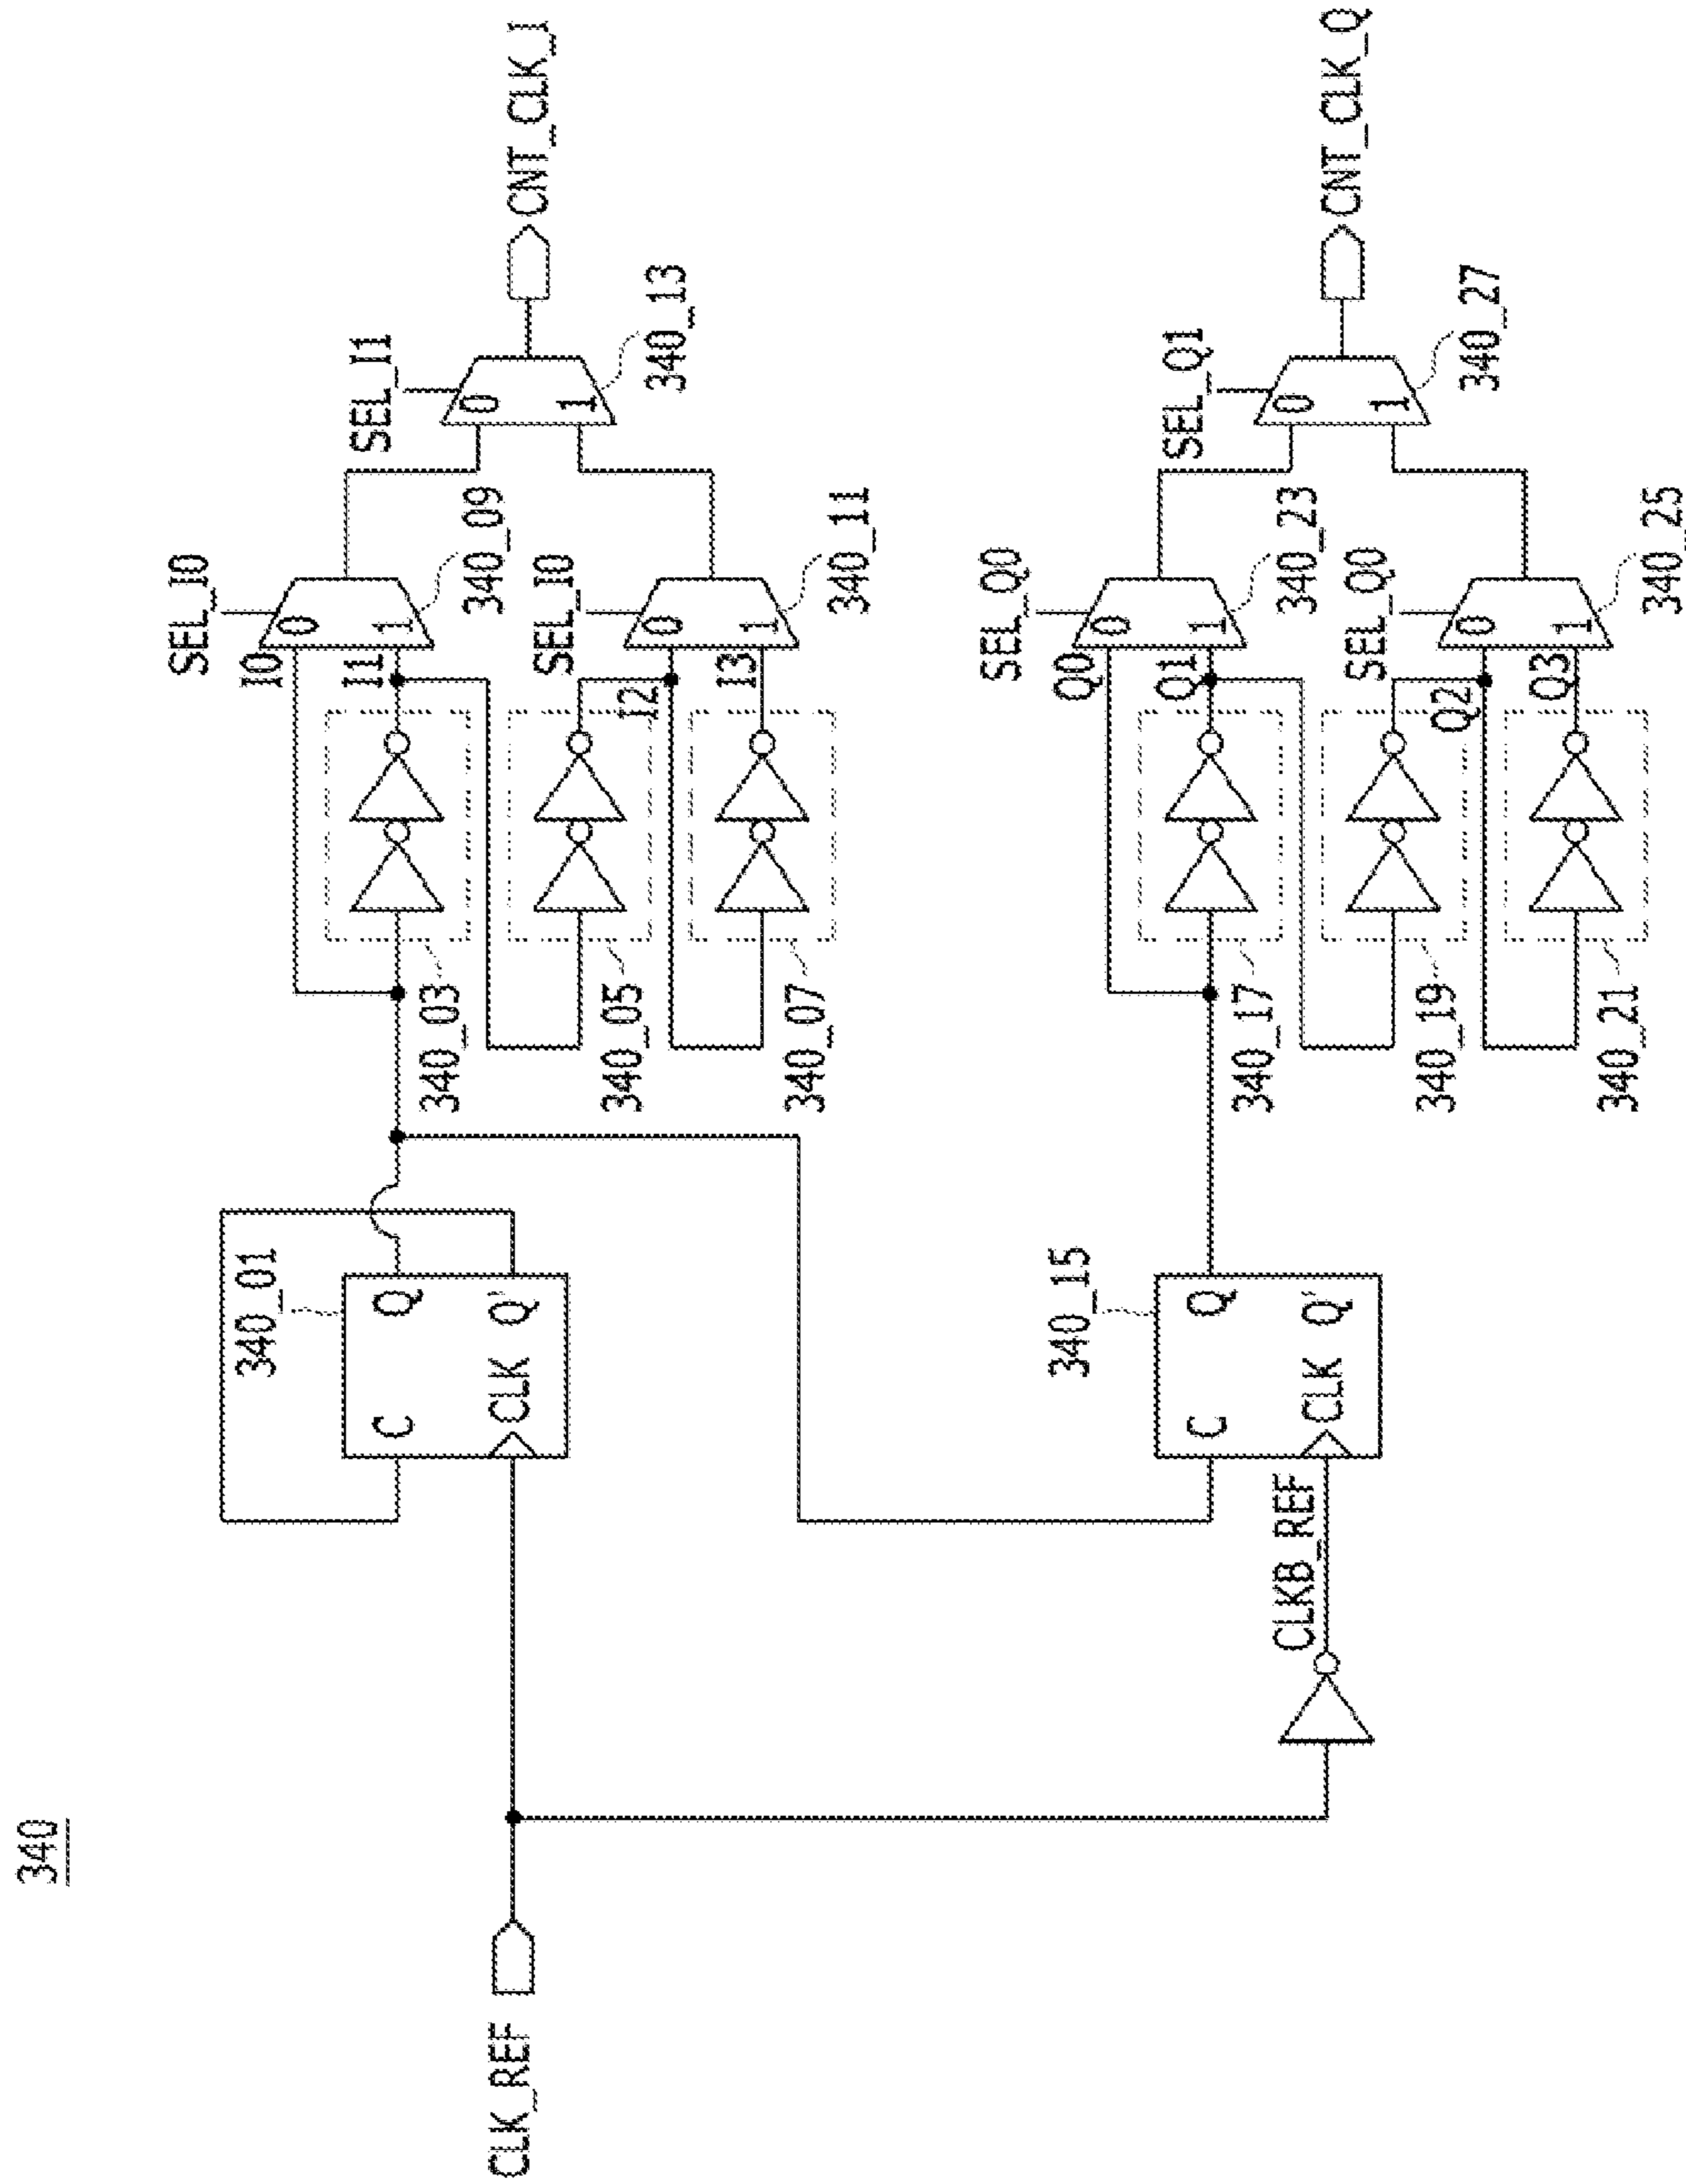 340
CLK_REF
340_01
C
Q
CLK
Q'
340_03
340_05
340_07
SEL_I0
I0
0
I1
1
340_09
SEL_I0
I2
0
I3
1
340_11
SEL_I1
0
1
340_13
CNT_CLK_I
CLKB_REF
340_15
C
Q
CLK
Q'
340_17
340_19
340_21
SEL_Q0
Q0
0
Q1
1
340_23
SEL_Q0
Q2
0
Q3
1
340_25
SEL_Q1
0
1
340_27
CNT_CLK_Q